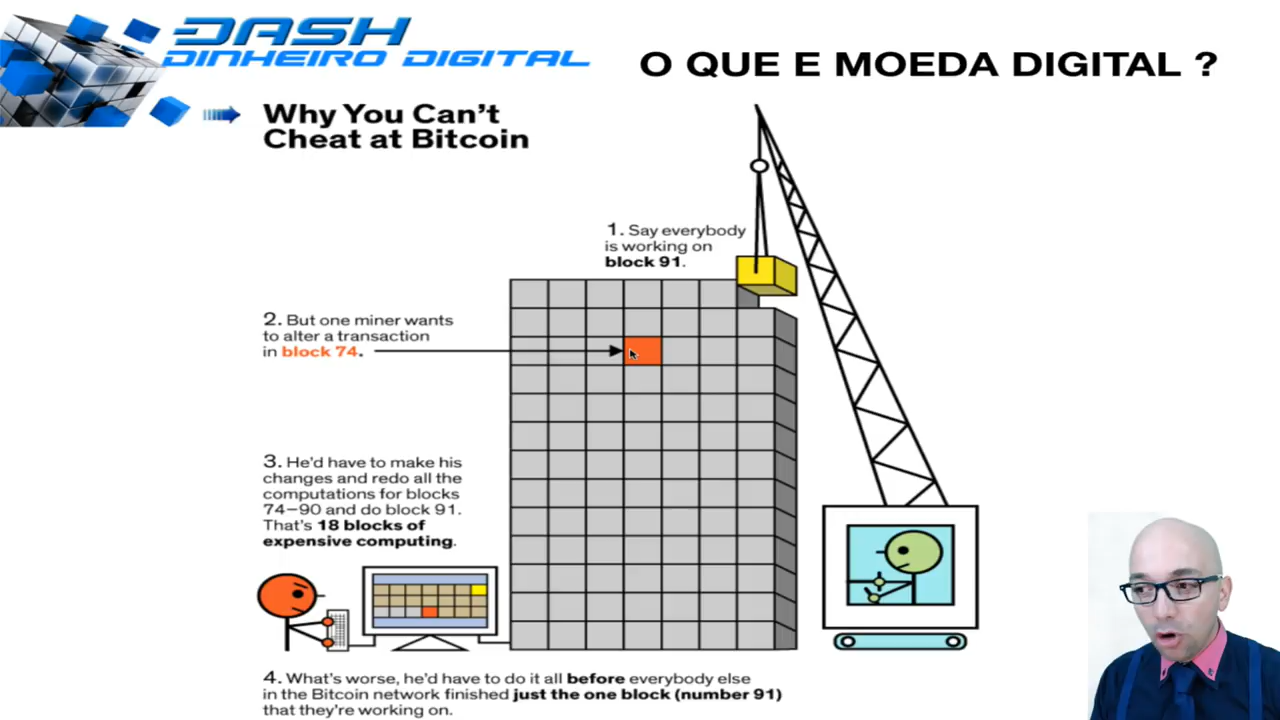 DASH
DINHEIRO DIGITAL
O QUE E MOEDA DIGITAL ?
Why You Can't
Cheat at Bitcoin
1. Say everybody
is working on
block 91.
2. But one miner wants
to alter a transaction
in block 74.
3. He'd have to make his
changes and redo all the
computations for blocks
74–90 and do block 91.
That's 18 blocks of
expensive computing.
4. What's worse, he'd have to do it all before everybody else
in the Bitcoin network finished just the one block (number 91)
that they're working on.